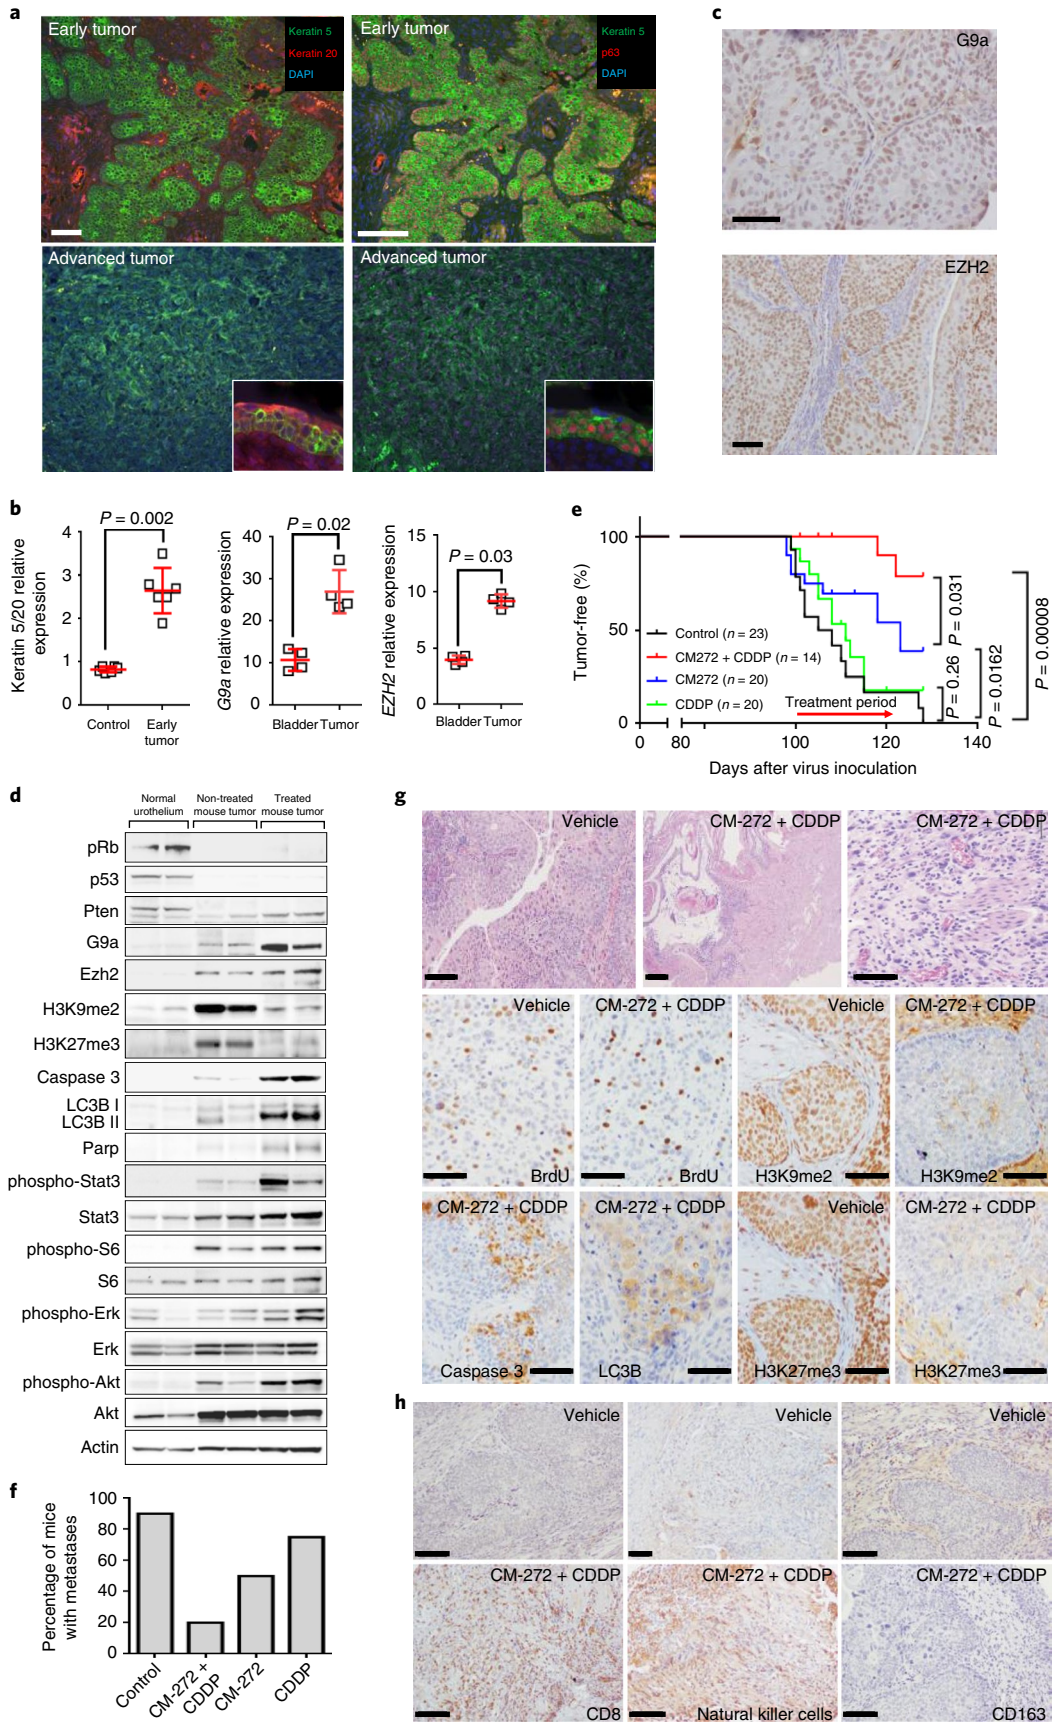 a
Early tumor
Keratin 5
Keratin 20
DAPI
Early tumor
Keratin 5
p63
DAPI
Advanced tumor
Advanced tumor
c
G9a
EZH2
b
Keratin 5/20 relative
expression
4
3
2
1
0
P = 0.002
Control
Early
tumor
G9a relative expression
40
30
20
10
0
P = 0.02
Bladder
Tumor
EZH2 relative expression
15
10
5
0
P = 0.03
Bladder
Tumor
e
Tumor-free (%)
100
50
0
Control (n = 23)
CM272 + CDDP (n = 14)
CM272 (n = 20)
CDDP (n = 20)
Treatment period
P = 0.26
P = 0.031
P = 0.0162
P = 0.00008
0
80
100
120
140
Days after virus inoculation
d
Normal
urothelium
Non-treated
mouse tumor
Treated
mouse tumor
pRb
p53
Pten
G9a
Ezh2
H3K9me2
H3K27me3
Caspase 3
LC3B I
LC3B II
Parp
phospho-Stat3
Stat3
phospho-S6
S6
phospho-Erk
Erk
phospho-Akt
Akt
Actin
f
Percentage of mice
with metastases
100
80
60
40
20
0
Control
CM-272 +
CDDP
CM-272
CDDP
g
Vehicle
CM-272 + CDDP
CM-272 + CDDP
Vehicle
BrdU
CM-272 + CDDP
BrdU
Vehicle
H3K9me2
CM-272 + CDDP
H3K9me2
CM-272 + CDDP
Caspase 3
CM-272 + CDDP
LC3B
Vehicle
H3K27me3
CM-272 + CDDP
H3K27me3
h
Vehicle
Vehicle
Vehicle
CM-272 + CDDP
CD8
CM-272 + CDDP
Natural killer cells
CM-272 + CDDP
CD163